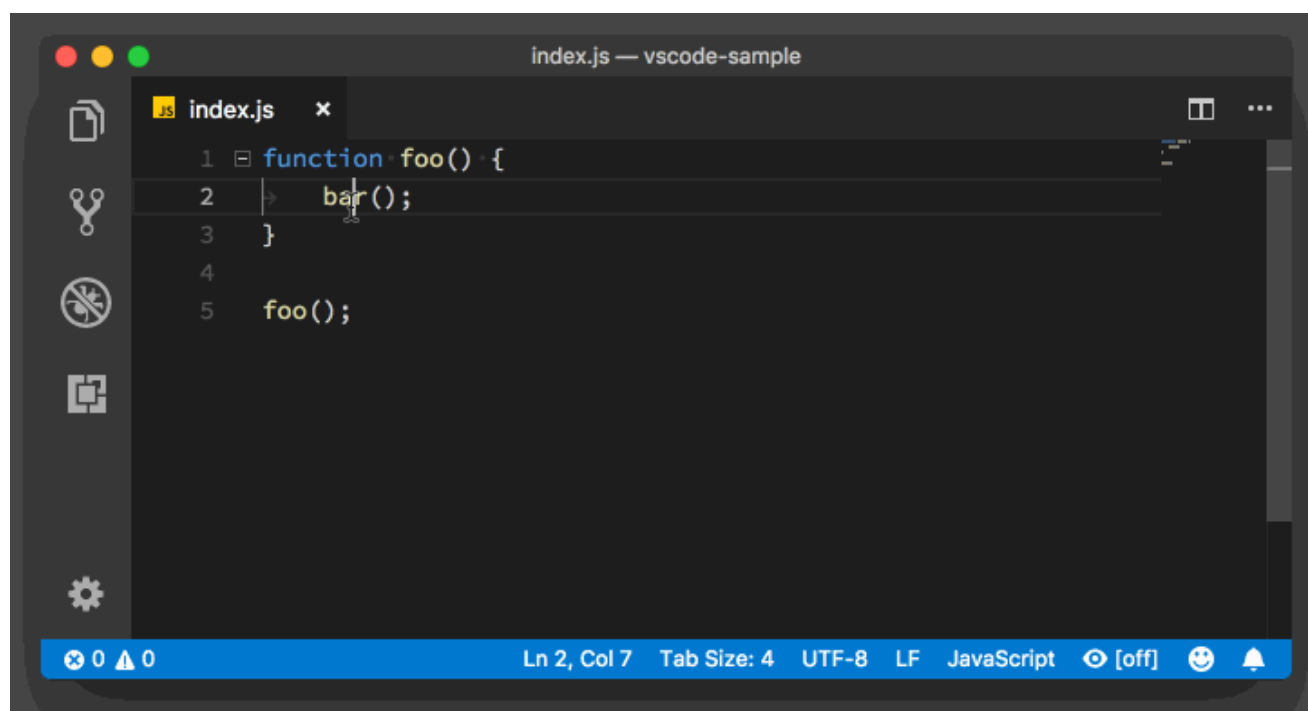 index.js — vscode-sample
JS index.js ×
1 function foo() {
2 bar();
3 }
4
5 foo();
0 0 Ln 2, Col 7 Tab Size: 4 UTF-8 LF JavaScript [off]